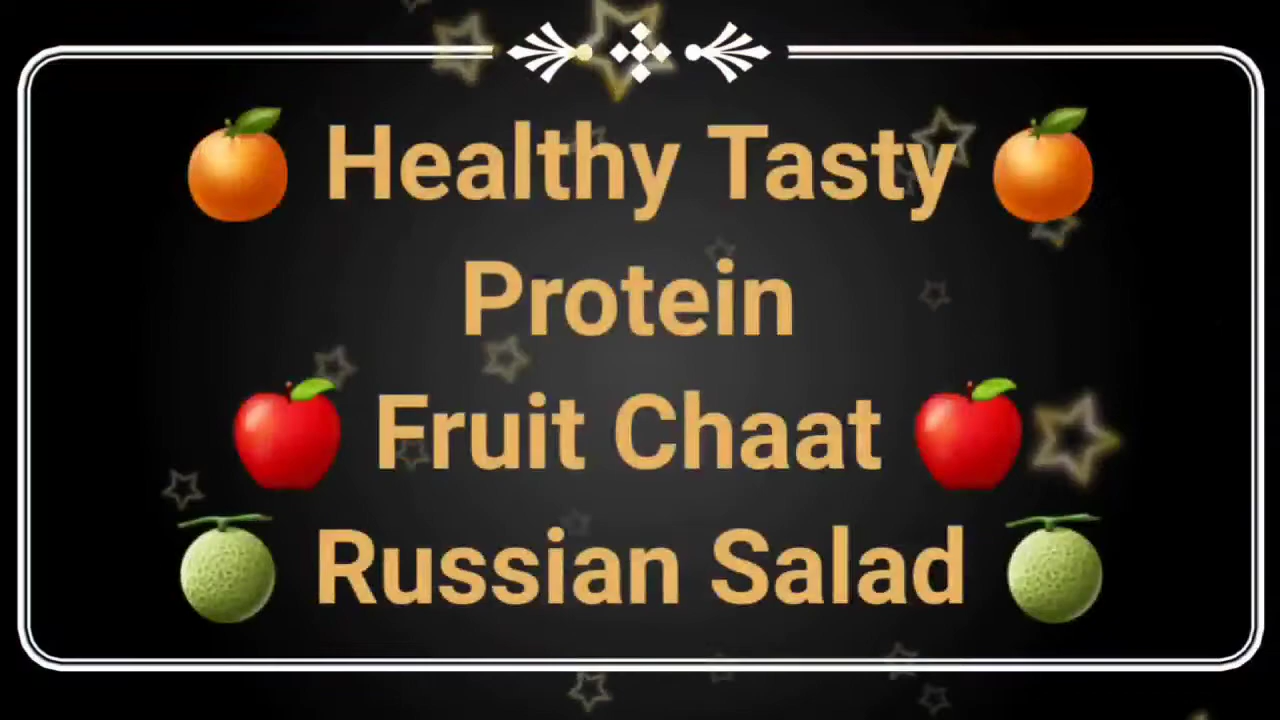 🍊 Healthy Tasty 🍊
Protein
🍎 Fruit Chaat 🍎
🍈 Russian Salad 🍈